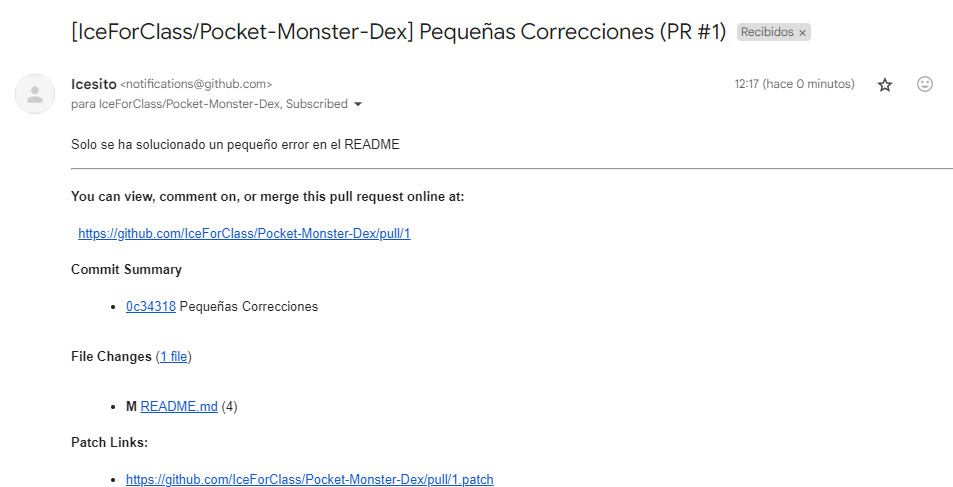 [IceForClass/Pocket-Monster-Dex] Pequeñas Correcciones (PR #1) Recibidos ×
Icesito <notifications@github.com> 12:17 (hace 0 minutos)
para IceForClass/Pocket-Monster-Dex, Subscribed
Solo se ha solucionado un pequeño error en el README
You can view, comment on, or merge this pull request online at:
https://github.com/IceForClass/Pocket-Monster-Dex/pull/1
Commit Summary
• 0c34318 Pequeñas Correcciones
File Changes (1 file)
• M README.md (4)
Patch Links:
• https://github.com/IceForClass/Pocket-Monster-Dex/pull/1.patch